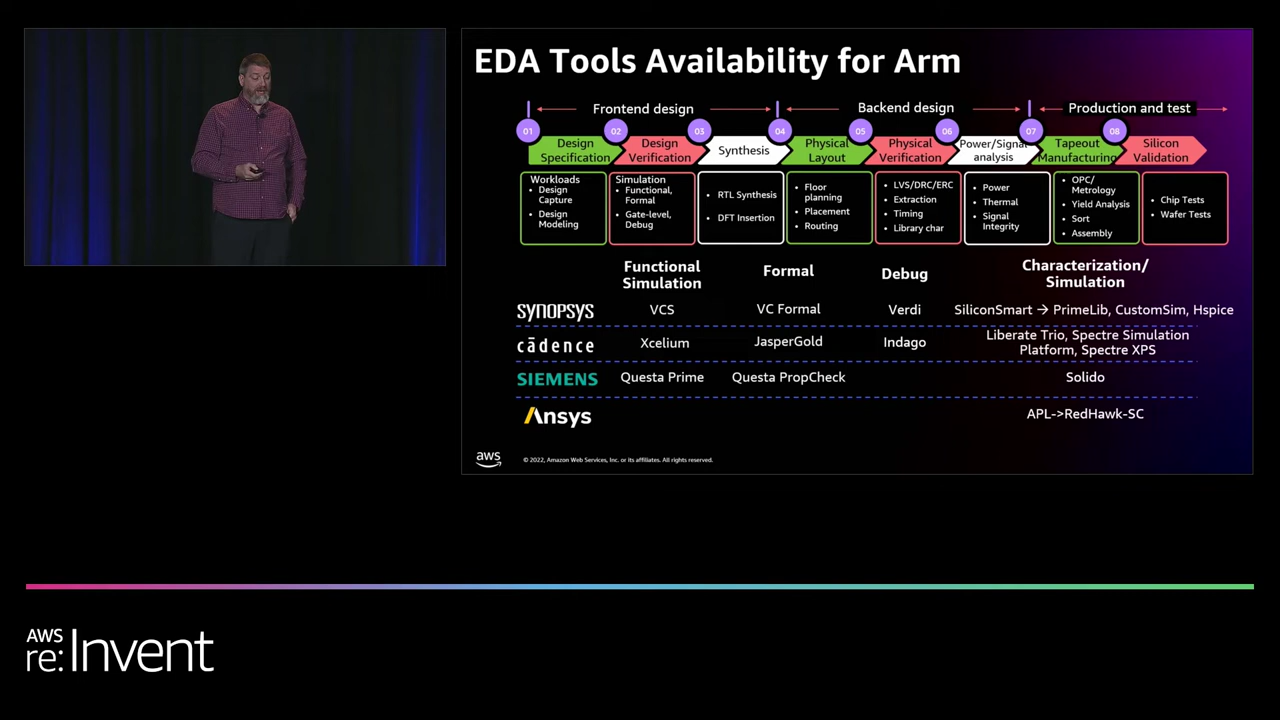 EDA Tools Availability for Arm
Frontend design
Backend design
Production and test
01
02
03
04
05
06
07
08
Design
Specification
Design
Verification
Synthesis
Physical
Layout
Physical
Verification
Power/Signal
analysis
Tapeout
Manufacturing
Silicon
Validation
Workloads
• Design
Capture
• Design
Modeling
Simulation
• Functional,
Formal
• Gate-level,
Debug
• RTL Synthesis
• DFT Insertion
• Floor
planning
• Placement
• Routing
• LVS/DRC/ERC
• Extraction
• Timing
• Library char
• Power
• Thermal
• Signal
Integrity
• OPC/
Metrology
• Yield Analysis
• Sort
• Assembly
• Chip Tests
• Wafer Tests
Functional
Simulation
Formal
Debug
Characterization/
Simulation
SYNOPSYS
VCS
VC Formal
Verdi
SiliconSmart → PrimeLib, CustomSim, Hspice
cādence
Xcelium
JasperGold
Indago
Liberate Trio, Spectre Simulation
Platform, Spectre XPS
SIEMENS
Questa Prime
Questa PropCheck
Solido
Ansys
APL->RedHawk-SC
aws
© 2022, Amazon Web Services, Inc. or its affiliates. All rights reserved.
AWS
re:Invent